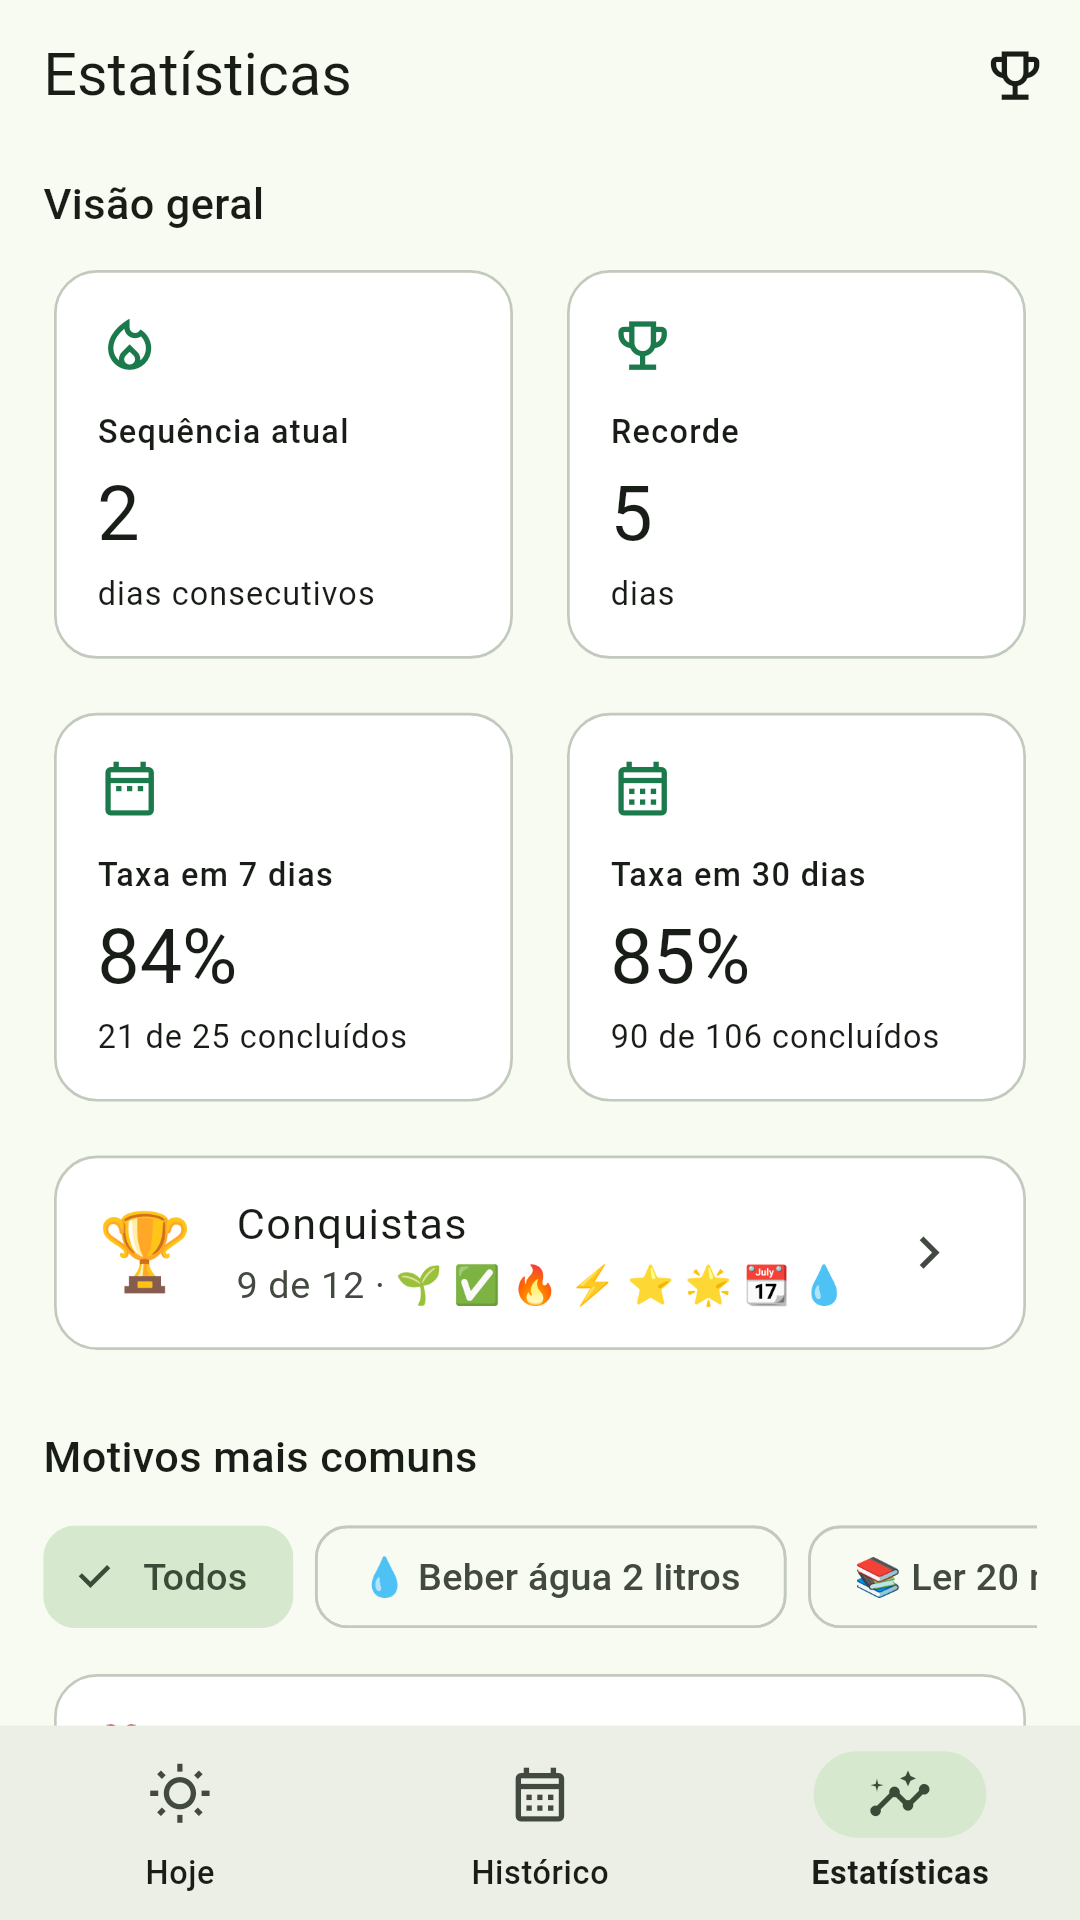 Estatísticas
Visão geral
Sequência atual
2
dias consecutivos
Recorde
5
dias
Taxa em 7 dias
84%
21 de 25 concluídos
Taxa em 30 dias
85%
90 de 106 concluídos
Conquistas
9 de 12 · 🌱 ✅ 🔥 ⚡ ⭐ 🌟 📆 💧
Motivos mais comuns
Todos
💧 Beber água 2 litros
📚 Ler 20
Hoje
Histórico
Estatísticas